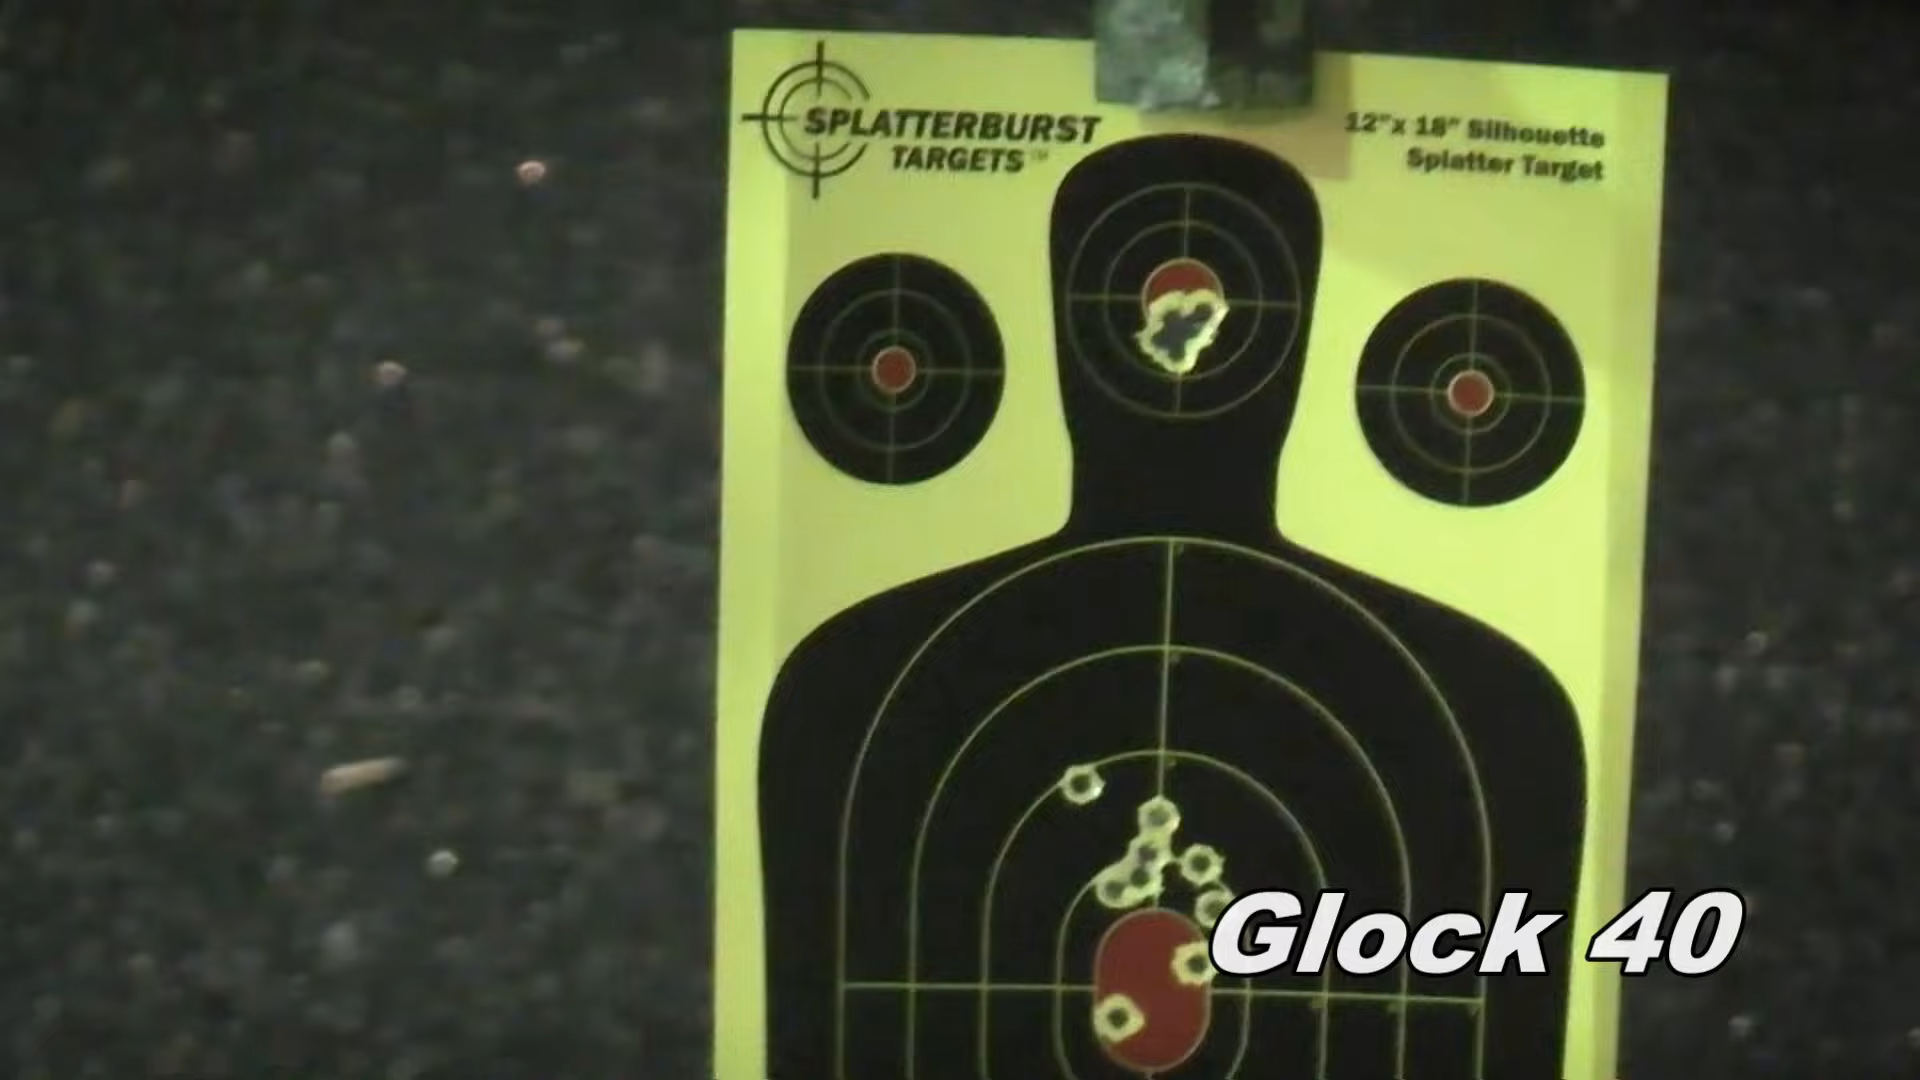 SPLATTERBURST
TARGETS™
12"x 18" Silhouette
Splatter Target
Glock 40